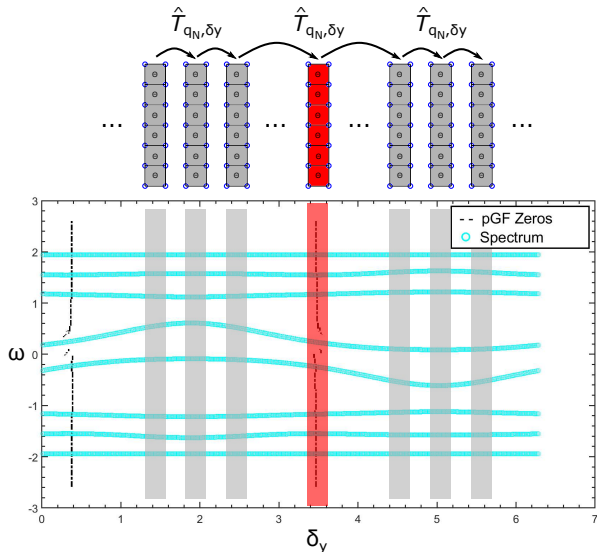 T̂q_N,δy T̂q_N,δy T̂q_N,δy
Θ Θ Θ Θ Θ Θ Θ
Θ Θ Θ Θ Θ Θ Θ
Θ Θ Θ Θ Θ Θ Θ
... ... ... ...
Θ Θ Θ Θ Θ Θ Θ
Θ Θ Θ Θ Θ Θ Θ
Θ Θ Θ Θ Θ Θ Θ
3
pGF Zeros
Spectrum
2
1
ω 0
-1
-2
-3
0 1 2 3 4 5 6 7
δy